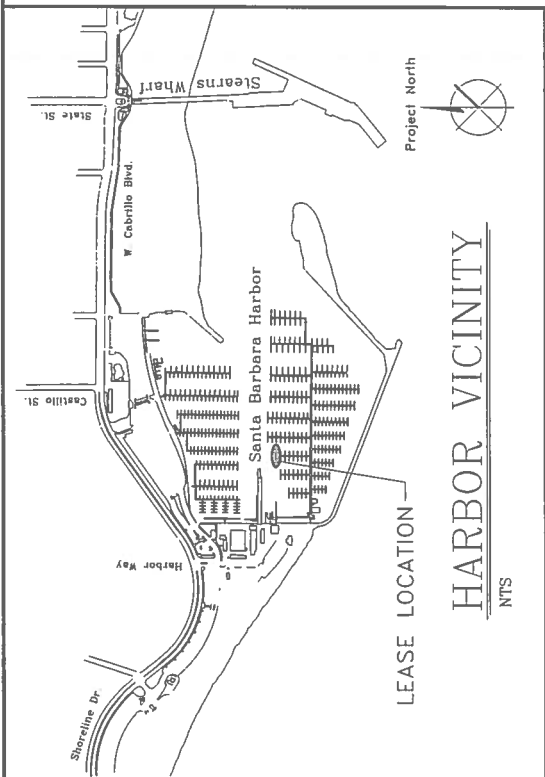 State St.
Stearns Wharf
W. Cabrillo Blvd.
Project North
Castillo St.
Santa Barbara Harbor
Harbor Way
Shoreline Dr.
LEASE LOCATION
HARBOR VICINITY
NTS